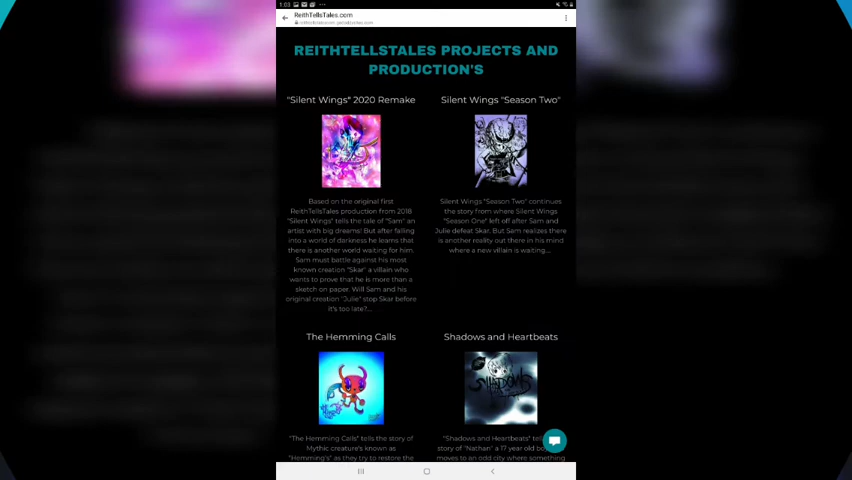 1:03
ReithTellsTales.com
REITHTELLSTALES PROJECTS AND
PRODUCTION'S
"Silent Wings" 2020 Remake
Based on the original first
ReithTellsTales production from 2018
"Silent Wings" tells the tale of "Sam" an
artist with big dreams! But after falling
into a world of darkness he learns that
there is another world waiting for him.
Sam must battle against his most
known creation "Skar" a villain who
wants to prove that he is more than a
sketch on paper. Will Sam and his
original creation "Julie" stop Skar before
it's too late?....
Silent Wings "Season Two"
Silent Wings "Season Two" continues
the story from where Silent Wings
"Season One" left off after Sam and
Julie defeat Skar. But Sam realizes there
is another reality out there in his mind
where a new villain is waiting....
The Hemming Calls
"The Hemming Calls" tells the story of
Mythic creature's known as
"Hemming's" as they try to restore the
Shadows and Heartbeats
SHADOWS
"Shadows and Heartbeats"
story of "Nathan" a 17 year old
moves to an odd city where something